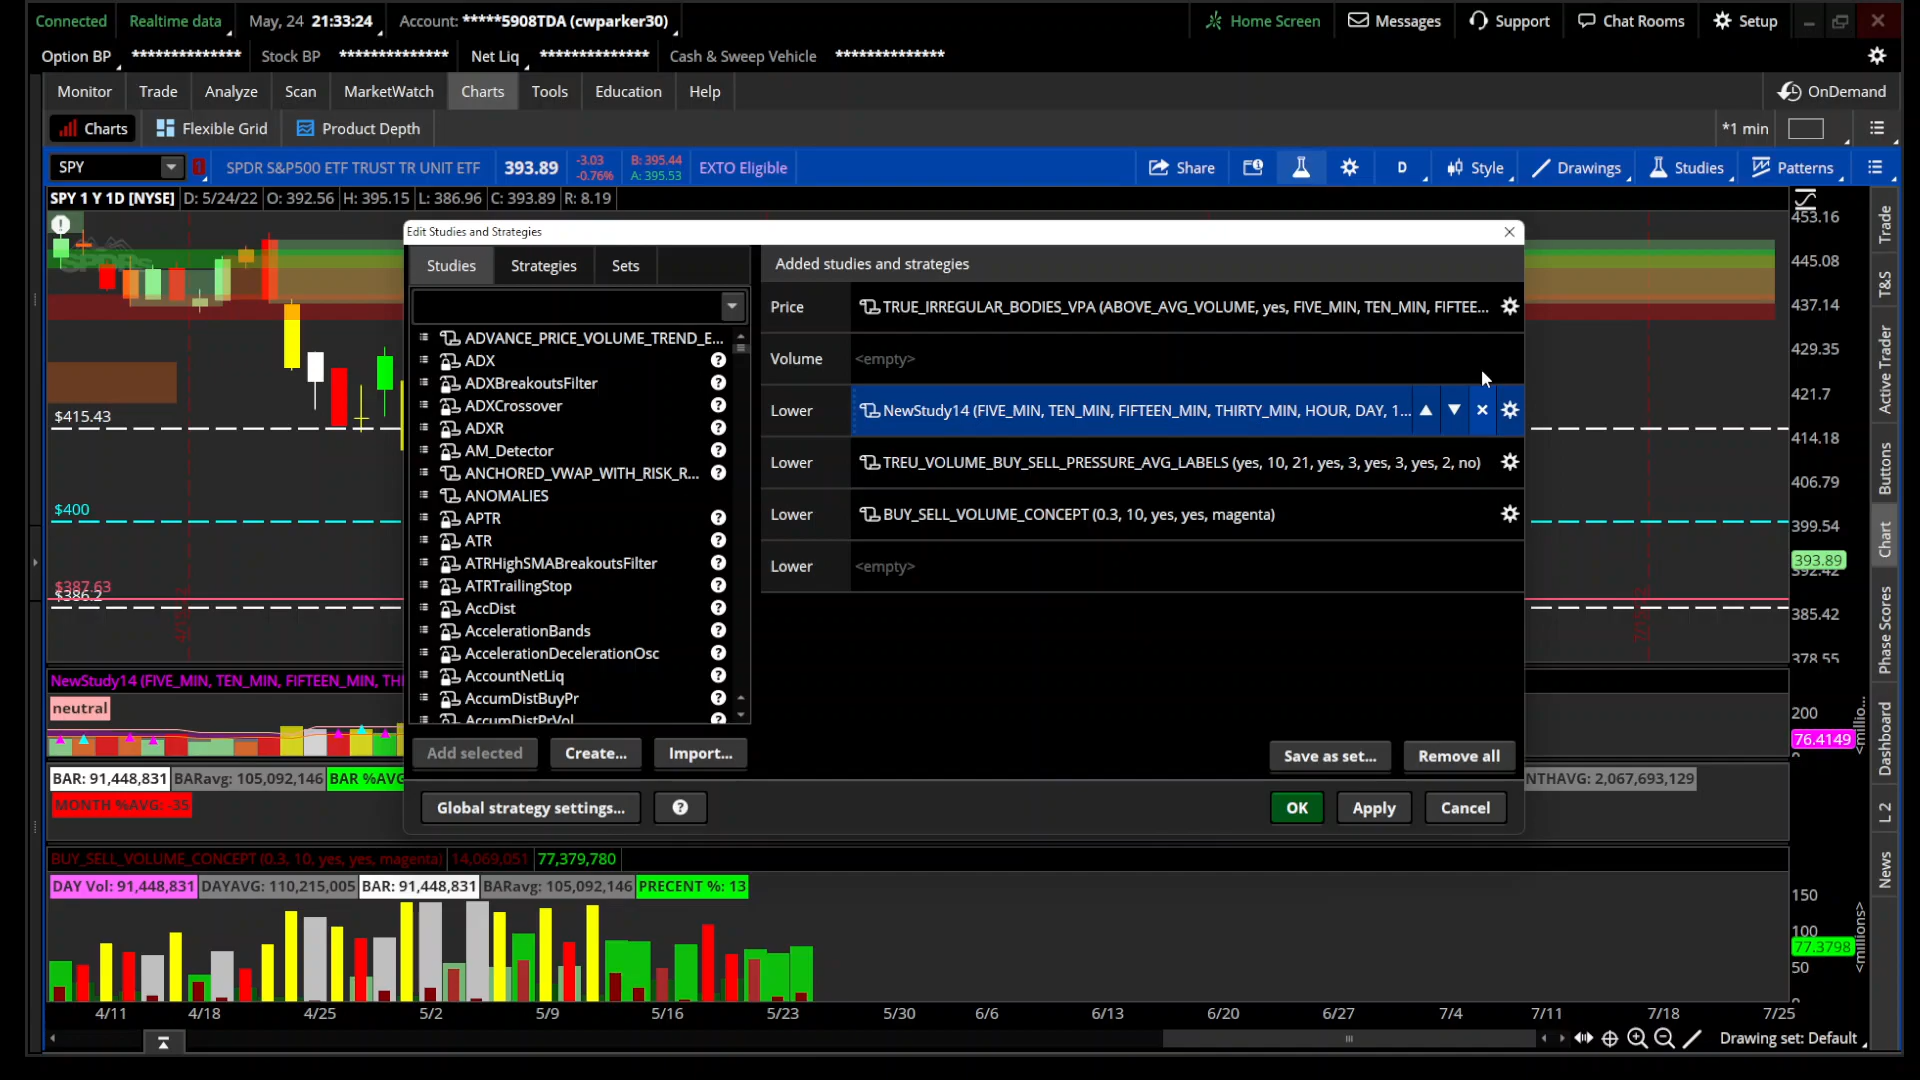 Connected Realtime data May, 24 21:33:24 Account: *****5908TDA (cwparker30) Home Screen Messages Support Chat Rooms Setup
Option BP ************** Stock BP ************** Net Liq ************** Cash & Sweep Vehicle **************
Monitor Trade Analyze Scan MarketWatch Charts Tools Education Help OnDemand
Charts Flexible Grid Product Depth *1 min
SPY 1 SPDR S&P500 ETF TRUST TR UNIT ETF 393.89 -3.03 -0.76% B: 395.44 A: 395.53 EXTO Eligible Share D Style Drawings Studies Patterns
SPY 1 Y 1D [NYSE] D: 5/24/22 O: 392.56 H: 395.15 L: 386.96 C: 393.89 R: 8.19
Edit Studies and Strategies
Studies Strategies Sets
Added studies and strategies
ADVANCE_PRICE_VOLUME_TREND_E...
ADX
ADXBreakoutsFilter
ADXCrossover
ADXR
AM_Detector
ANCHORED_VWAP_WITH_RISK_R...
ANOMALIES
APTR
ATR
ATRHighSMABreakoutsFilter
ATRTrailingStop
AccDist
AccelerationBands
AccelerationDecelerationOsc
AccountNetLiq
AccumDistBuyPr
AccumDistPrVol
Price TRUE_IRREGULAR_BODIES_VPA (ABOVE_AVG_VOLUME, yes, FIVE_MIN, TEN_MIN, FIFTEE...
Volume <empty>
Lower NewStudy14 (FIVE_MIN, TEN_MIN, FIFTEEN_MIN, THIRTY_MIN, HOUR, DAY, 1...
Lower TREU_VOLUME_BUY_SELL_PRESSURE_AVG_LABELS (yes, 10, 21, yes, 3, yes, 3, yes, 2, no)
Lower BUY_SELL_VOLUME_CONCEPT (0.3, 10, yes, yes, magenta)
Lower <empty>
Add selected Create... Import... Save as set... Remove all
Global strategy settings... ? OK Apply Cancel
$415.43
$400
$387.63
$386.2
453.16
445.08
437.14
429.35
421.7
414.18
406.79
399.54
393.89
392.42
385.42
378.55
Trade
T&S
Active Trader
Buttons
Chart
Phase Scores
Dashboard
L 2
News
NewStudy14 (FIVE_MIN, TEN_MIN, FIFTEEN_MIN, TH
neutral
200
76.4149
<millio...
BAR: 91,448,831 BARavg: 105,092,146 BAR %AVG NTHAVG: 2,067,693,129
MONTH %AVG: -35
BUY_SELL_VOLUME_CONCEPT (0.3, 10, yes, yes, magenta) 14,069,051 77,379,780
DAY Vol: 91,448,831 DAYAVG: 110,215,005 BAR: 91,448,831 BARavg: 105,092,146 PRECENT %: 13
150
100
77.3798
50
<millions>
4/11 4/18 4/25 5/2 5/9 5/16 5/23 5/30 6/6 6/13 6/20 6/27 7/4 7/11 7/18 7/25
Drawing set: Default